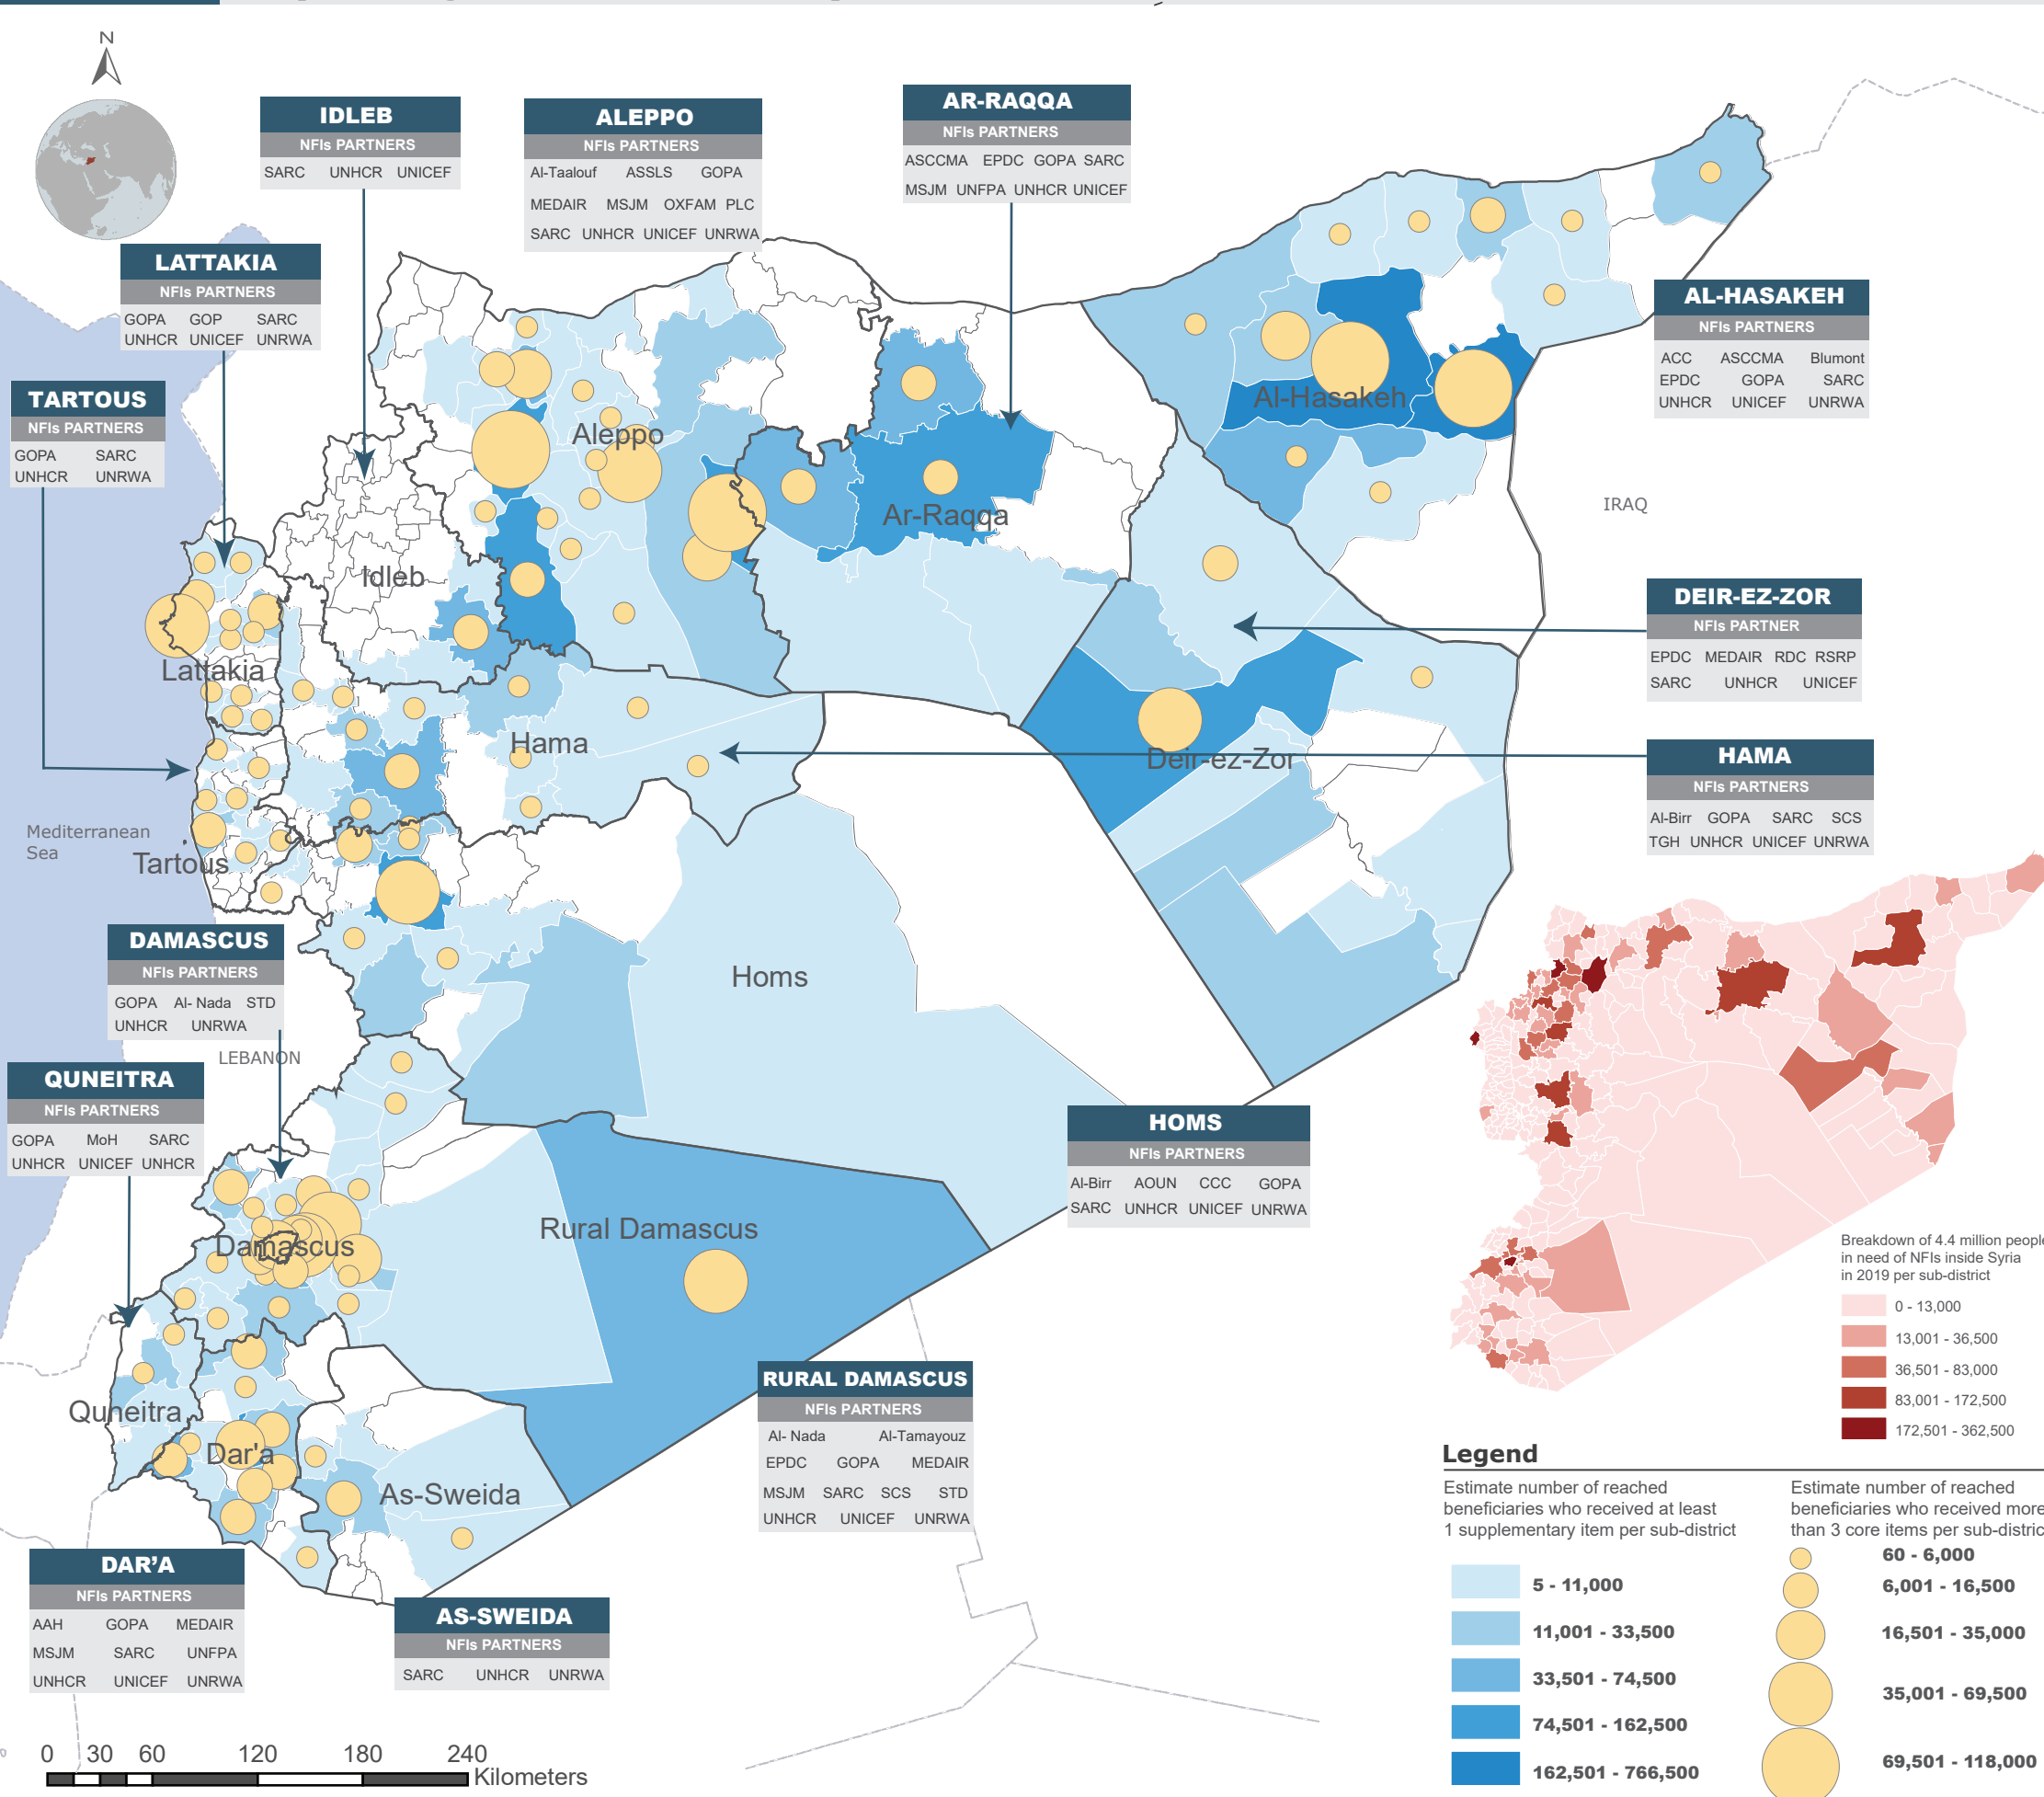 N
IDLEB
NFIs PARTNERS
SARC UNHCR UNICEF
ALEPPO
NFIs PARTNERS
Al-Taalouf ASSLS GOPA
MEDAIR MSJM OXFAM PLC
SARC UNHCR UNICEF UNRWA
AR-RAQQA
NFIs PARTNERS
ASCCMA EPDC GOPA SARC
MSJM UNFPA UNHCR UNICEF
LATTAKIA
NFIs PARTNERS
GOPA GOP SARC
UNHCR UNICEF UNRWA
AL-HASAKEH
NFIs PARTNERS
ACC ASCCMA Blumont
EPDC GOPA SARC
UNHCR UNICEF UNRWA
TARTOUS
NFIs PARTNERS
GOPA SARC
UNHCR UNRWA
Al-Hasakeh
Aleppo
Ar-Raqqa
IRAQ
Idleb
DEIR-EZ-ZOR
NFIs PARTNER
EPDC MEDAIR RDC RSRP
SARC UNHCR UNICEF
Lattakia
Hama
Deir-ez-Zor
HAMA
NFIs PARTNERS
Al-Birr GOPA SARC SCS
TGH UNHCR UNICEF UNRWA
Mediterranean
Sea
Tartous
DAMASCUS
NFIs PARTNERS
GOPA Al- Nada STD
UNHCR UNRWA
Homs
LEBANON
QUNEITRA
NFIs PARTNERS
GOPA MoH SARC
UNHCR UNICEF UNHCR
HOMS
NFIs PARTNERS
Al-Birr AOUN CCC GOPA
SARC UNHCR UNICEF UNRWA
Rural Damascus
Damascus
Breakdown of 4.4 million people
in need of NFIs inside Syria
in 2019 per sub-district
0 - 13,000
13,001 - 36,500
36,501 - 83,000
83,001 - 172,500
172,501 - 362,500
RURAL DAMASCUS
NFIs PARTNERS
Al- Nada Al-Tamayouz
EPDC GOPA MEDAIR
MSJM SARC SCS STD
UNHCR UNICEF UNRWA
Quneitra
Dar'a
As-Sweida
Legend
Estimate number of reached
beneficiaries who received at least
1 supplementary item per sub-district
5 - 11,000
11,001 - 33,500
33,501 - 74,500
74,501 - 162,500
162,501 - 766,500
Estimate number of reached
beneficiaries who received more
than 3 core items per sub-distric
60 - 6,000
6,001 - 16,500
16,501 - 35,000
35,001 - 69,500
69,501 - 118,000
DAR'A
NFIs PARTNERS
AAH GOPA MEDAIR
MSJM SARC UNFPA
UNHCR UNICEF UNRWA
AS-SWEIDA
NFIs PARTNERS
SARC UNHCR UNRWA
0 30 60 120 180 240
Kilometers